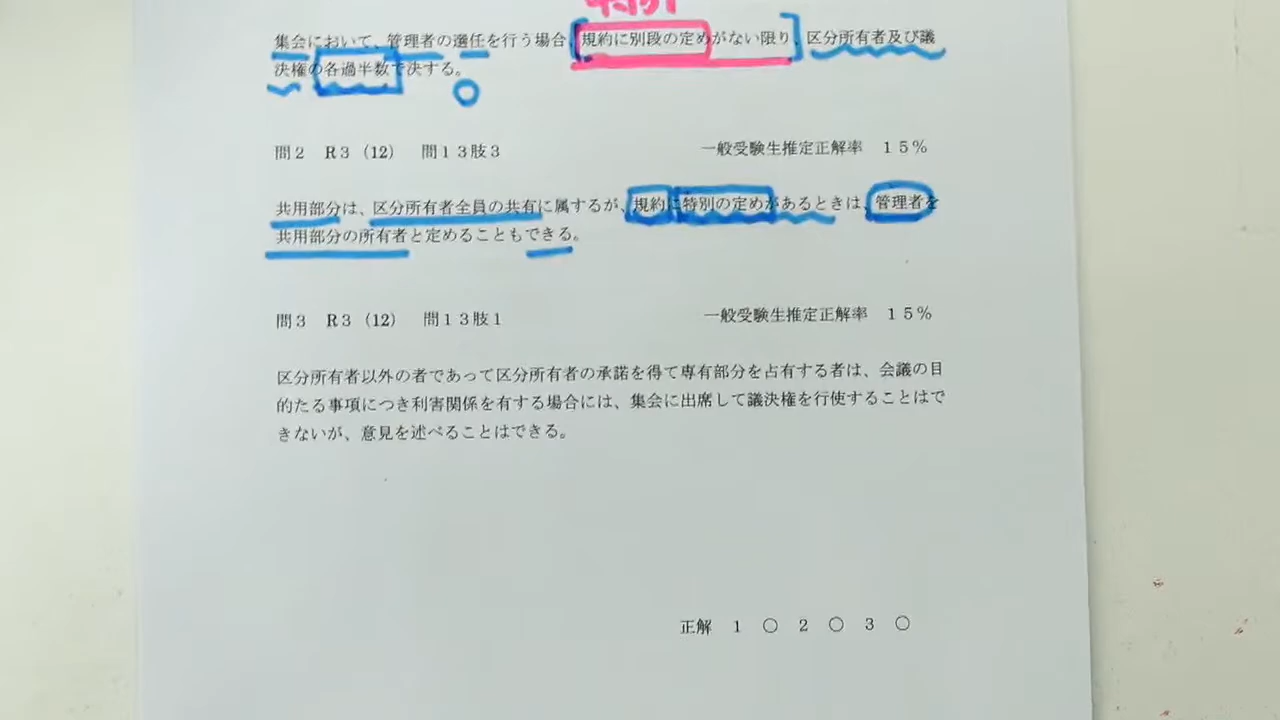 集会において、管理者の選任を行う場合、規約に別段の定めがない限り、区分所有者及び議
決権の各過半数で決する。
問2 R3(12) 問13肢3 一般受験生推定正解率 15%
共用部分は、区分所有者全員の共有に属するが、規約に特別の定めがあるときは、管理者を
共用部分の所有者と定めることもできる。
問3 R3(12) 問13肢1 一般受験生推定正解率 15%
区分所有者以外の者であって区分所有者の承諾を得て専有部分を占有する者は、会議の目
的たる事項につき利害関係を有する場合には、集会に出席して議決権を行使することはで
きないが、意見を述べることはできる。
正解 1 ○ 2 ○ 3 ○